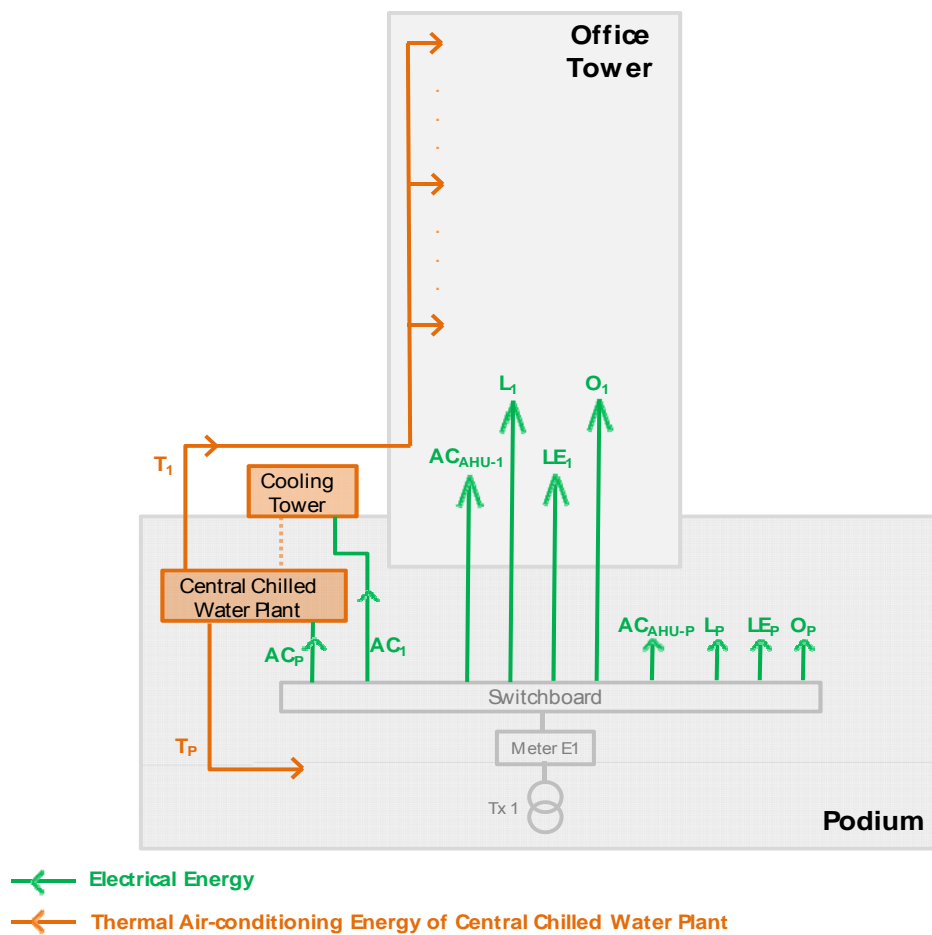 Office
Tower
L1
O1
ACAHU-1
LE1
T1
Cooling
Tower
Central Chilled
Water Plant
ACP
AC1
ACAHU-P
LP
LEP
OP
Switchboard
TP
Meter E1
Tx 1
Podium
Electrical Energy
Thermal Air-conditioning Energy of Central Chilled Water Plant